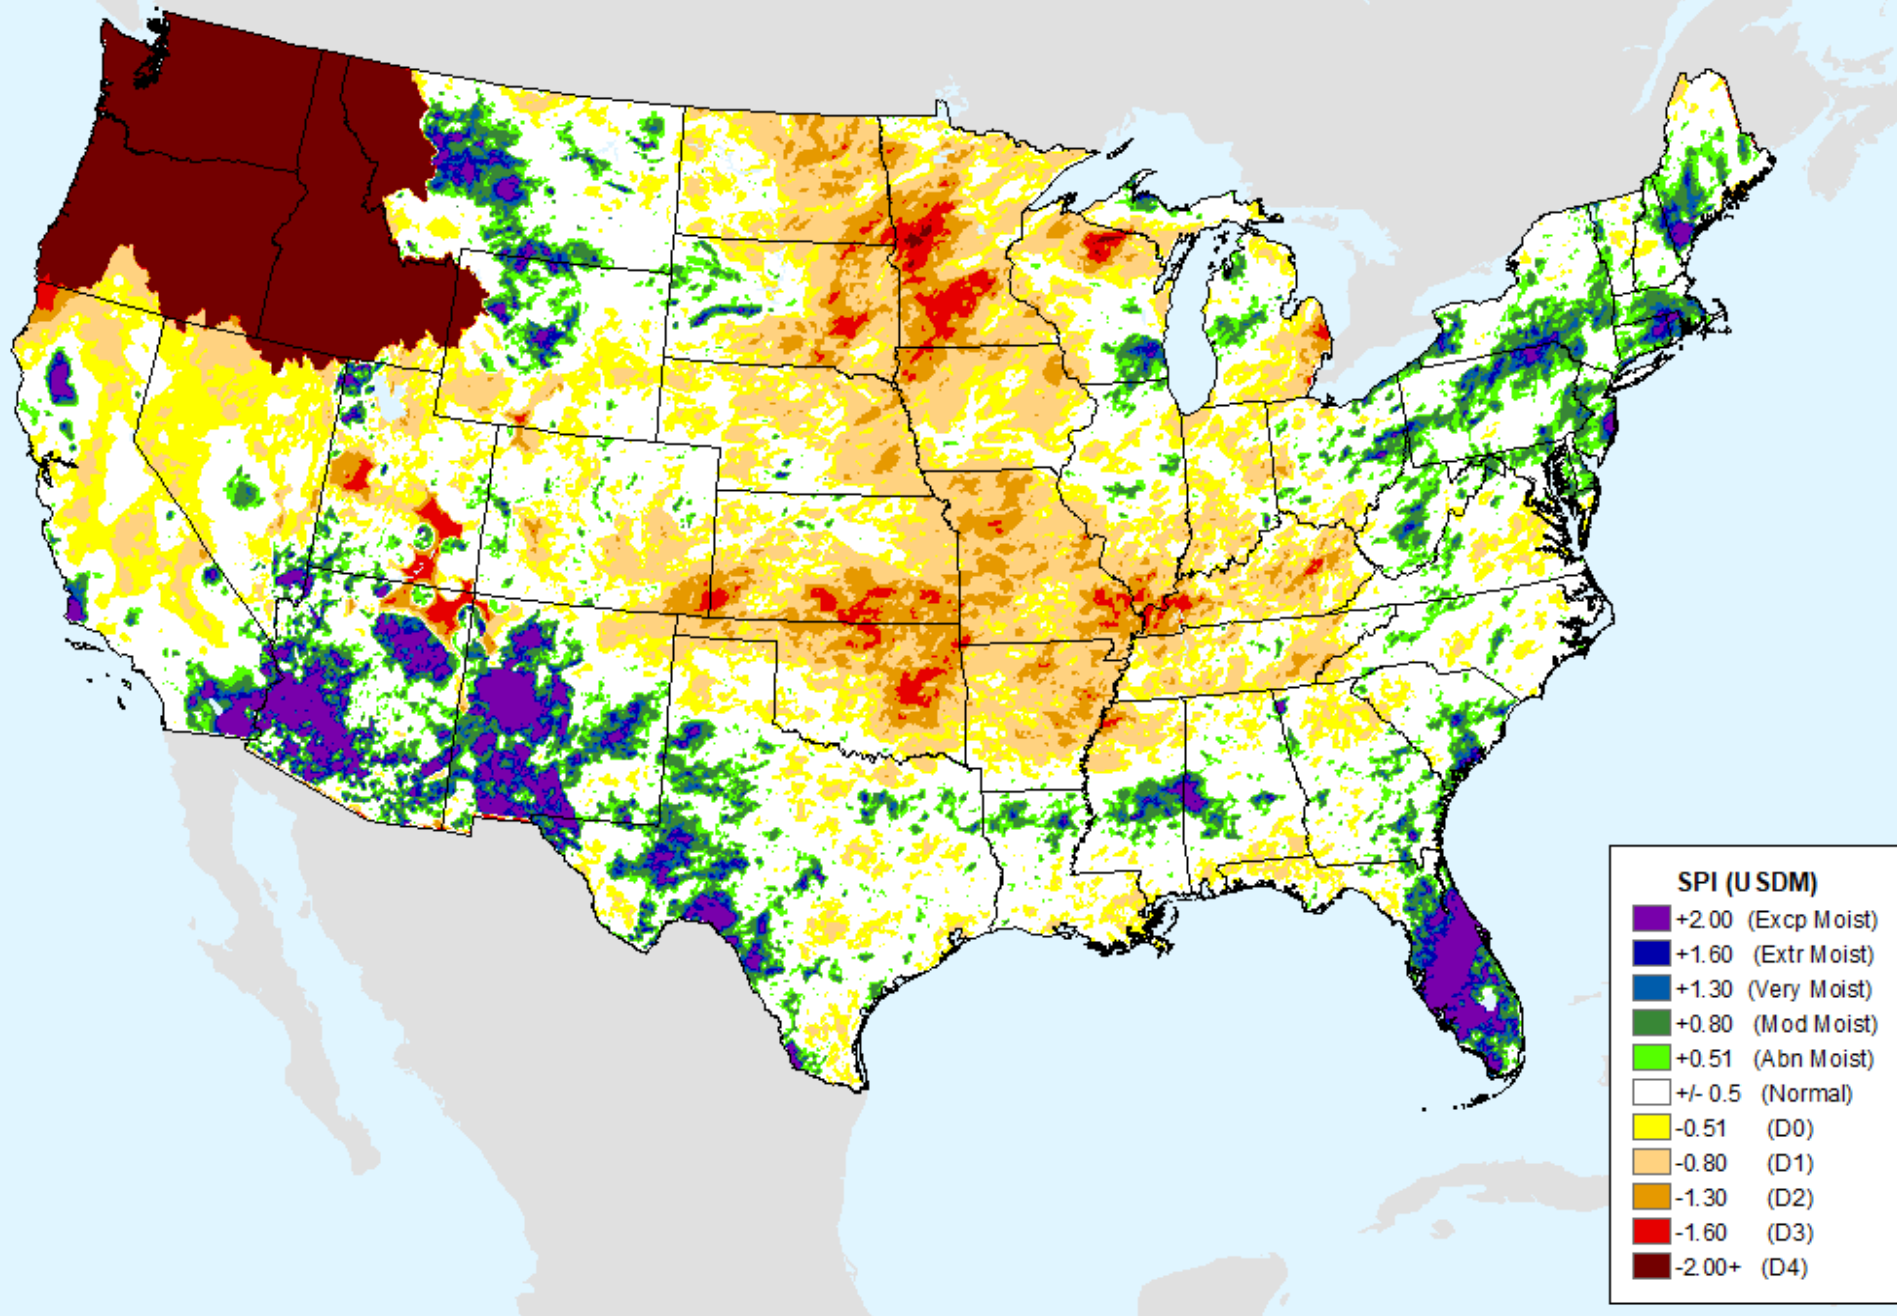 SPI (USDM)
+2.00 (Excp Moist)
+1.60 (Extr Moist)
+1.30 (Very Moist)
+0.80 (Mod Moist)
+0.51 (Abn Moist)
+/- 0.5 (Normal)
-0.51 (D0)
-0.80 (D1)
-1.30 (D2)
-1.60 (D3)
-2.00+ (D4)